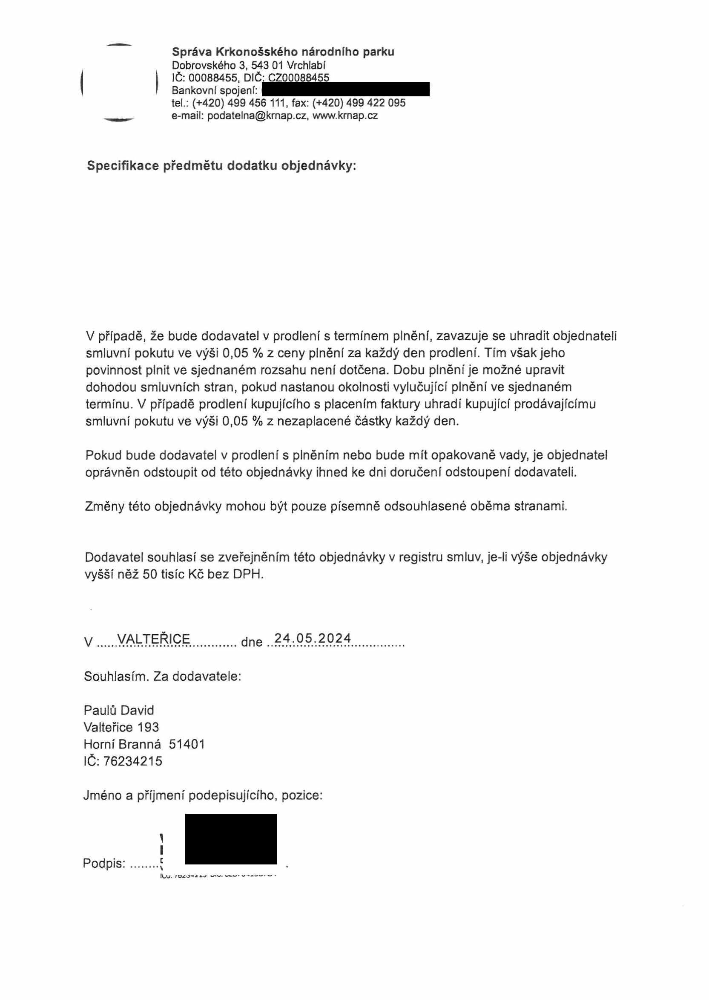 Správa Krkonošského národního parku
Dobrovského 3, 543 01 Vrchlabí
IČ: 00088455, DIČ: CZ00088455
Bankovní spojení:
tel.: (+420) 499 456 111, fax: (+420) 499 422 095
e-mail: podatelna@krnap.cz, www.krnap.cz
Specifikace předmětu dodatku objednávky:
V případě, že bude dodavatel v prodlení s termínem plnění, zavazuje se uhradit objednateli
smluvní pokutu ve výši 0,05 % z ceny plnění za každý den prodlení. Tím však jeho
povinnost plnit ve sjednaném rozsahu není dotčena. Dobu plnění je možné upravit
dohodou smluvních stran, pokud nastanou okolnosti vylučující plnění ve sjednaném
termínu. V případě prodlení kupujícího s placením faktury uhradí kupující prodávajícímu
smluvní pokutu ve výši 0,05 % z nezaplacené částky každý den.
Pokud bude dodavatel v prodlení s plněním nebo bude mít opakovaně vady, je objednatel
oprávněn odstoupit od této objednávky ihned ke dni doručení odstoupení dodavateli.
Změny této objednávky mohou být pouze písemně odsouhlasené oběma stranami.
Dodavatel souhlasí se zveřejněním této objednávky v registru smluv, je-li výše objednávky
vyšší něž 50 tisíc Kč bez DPH.
V ..... VALTEŘICE ............ dne .. 24.05.2024 ..............
Souhlasím. Za dodavatele:
Paulů David
Valteřice 193
Horní Branná 51401
IČ: 76234215
Jméno a příjmení podepisujícího, pozice:
Podpis: ........